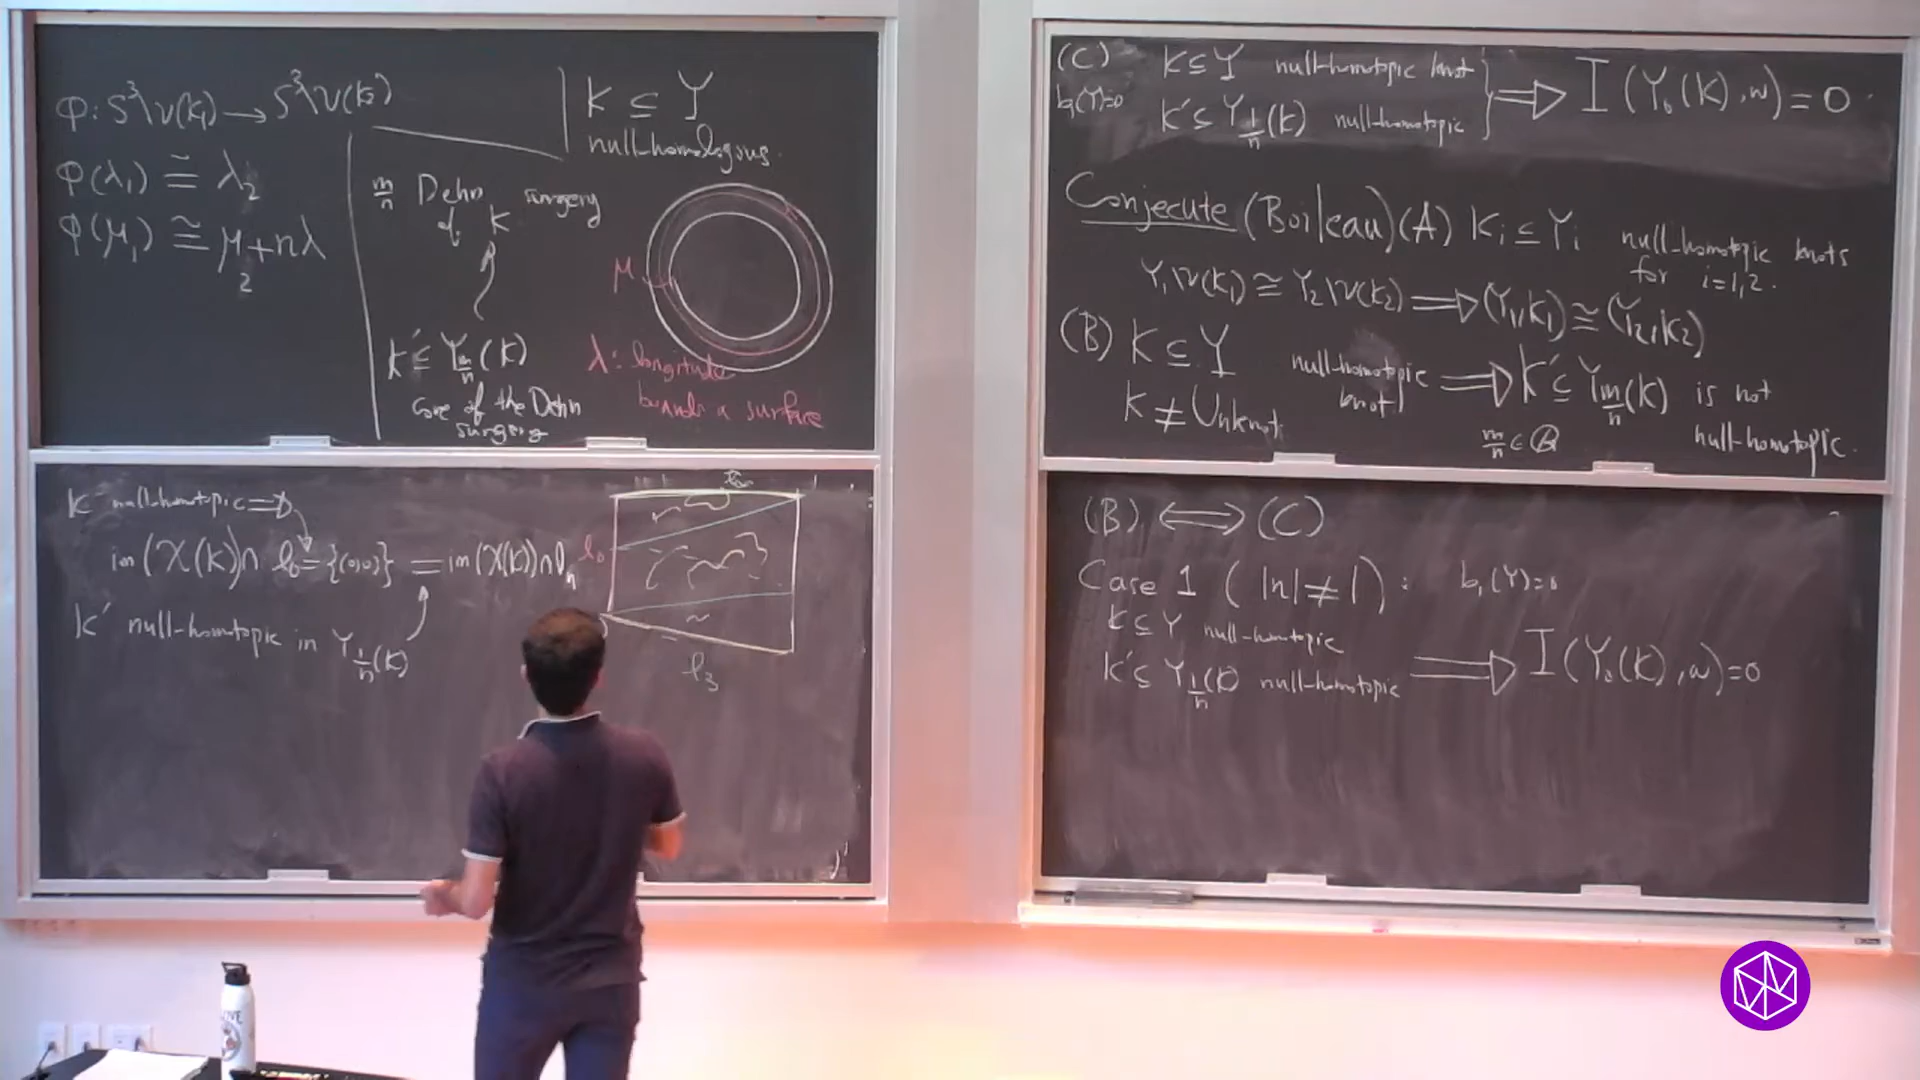 φ: S³\ν(K₁) → S³\ν(K₂)
φ(λ₁) ≅ λ₂
φ(μ₁) ≅ μ₂+nλ
K ⊆ Y
null-homologous.
m/n Dehn surgery
of K
K' ⊆ Y_{m/n}(K)
core of the Dehn
surgery
μ
λ: longitude
bounds a surface
K null-homotopic ⟹
im(χ(K)) ∩ l₀ = {(0,0)} = im(χ(K)) ∩ lₙ
K' null-homotopic in Y_{1/n}(K)
l₀
l₃
(C) K ⊆ Y null-homotopic knot
b₁(Y)=0 K' ⊆ Y_{1/n}(K) null-homotopic
⟹ I(Y₀(K),w) = 0
Conjecute (Boileau) (A) Kᵢ ⊆ Yᵢ null-homotopic knots
for i=1,2.
Y₁\ν(K₁) ≅ Y₂\ν(K₂) ⟹ (Y₁,K₁) ≅ (Y₂,K₂)
(B) K ⊆ Y null-homotopic knot ⟹ K' ⊆ Y_{m/n}(K) is not
K ≠ Unknot m/n ∈ Q null-homotopic.
(B) ⟺ (C)
Case 1 (|n| ≠ 1): b₁(Y)=0
K ⊆ Y null-homotopic
K' ⊆ Y_{1/n}(K) null-homotopic ⟹ I(Y₀(K),w)=0